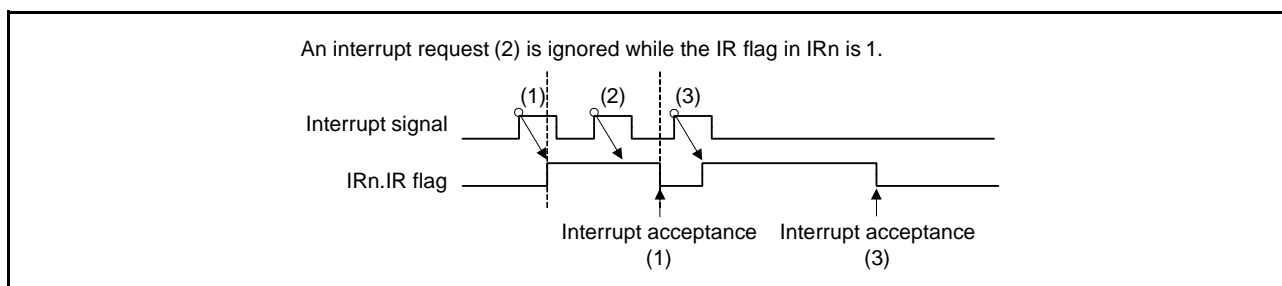 An interrupt request (2) is ignored while the IR flag in IRn is 1.
(1) (2) (3)
Interrupt signal
IRn.IR flag
Interrupt acceptance Interrupt acceptance
(1) (3)